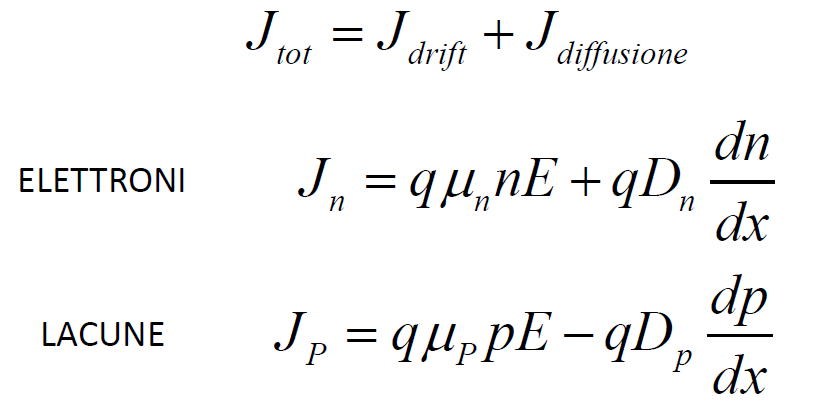 J_tot = J_drift + J_diffusione
ELETTRONI J_n = qμ_n nE + qD_n dn/dx
LACUNE J_P = qμ_P pE − qD_p dp/dx